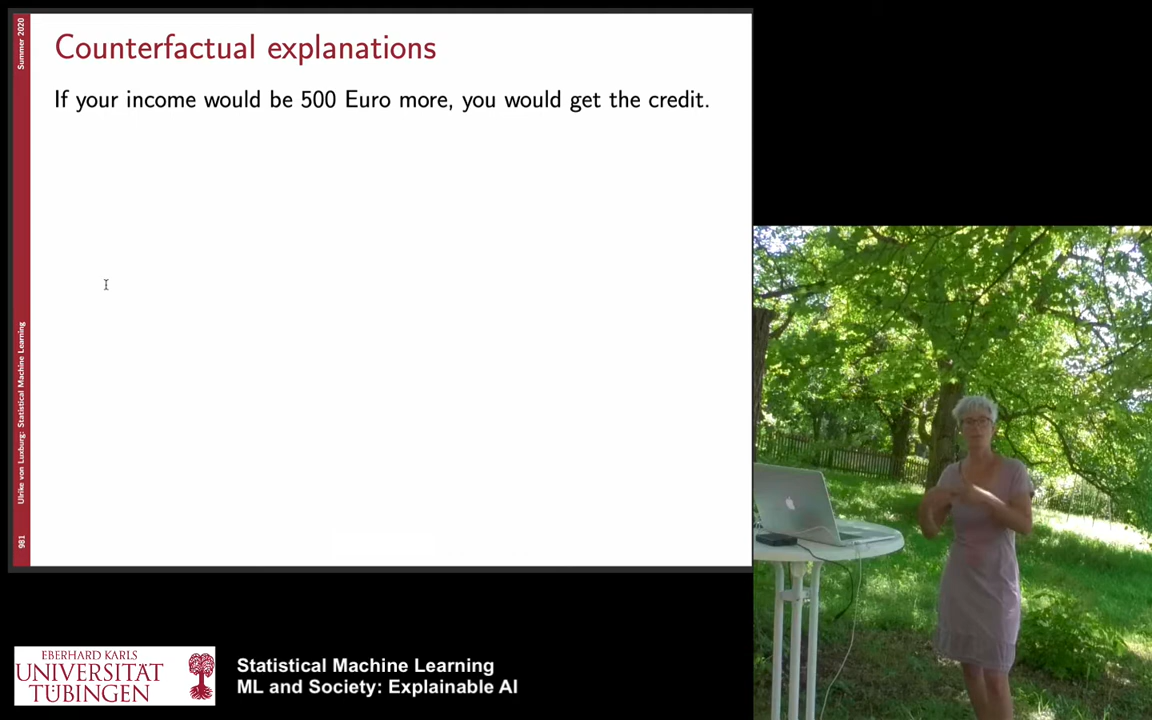 Summer 2020
Counterfactual explanations
If your income would be 500 Euro more, you would get the credit.
Ulrike von Luxburg: Statistical Machine Learning
981
EBERHARD KARLS
UNIVERSITÄT
TÜBINGEN
Statistical Machine Learning
ML and Society: Explainable AI